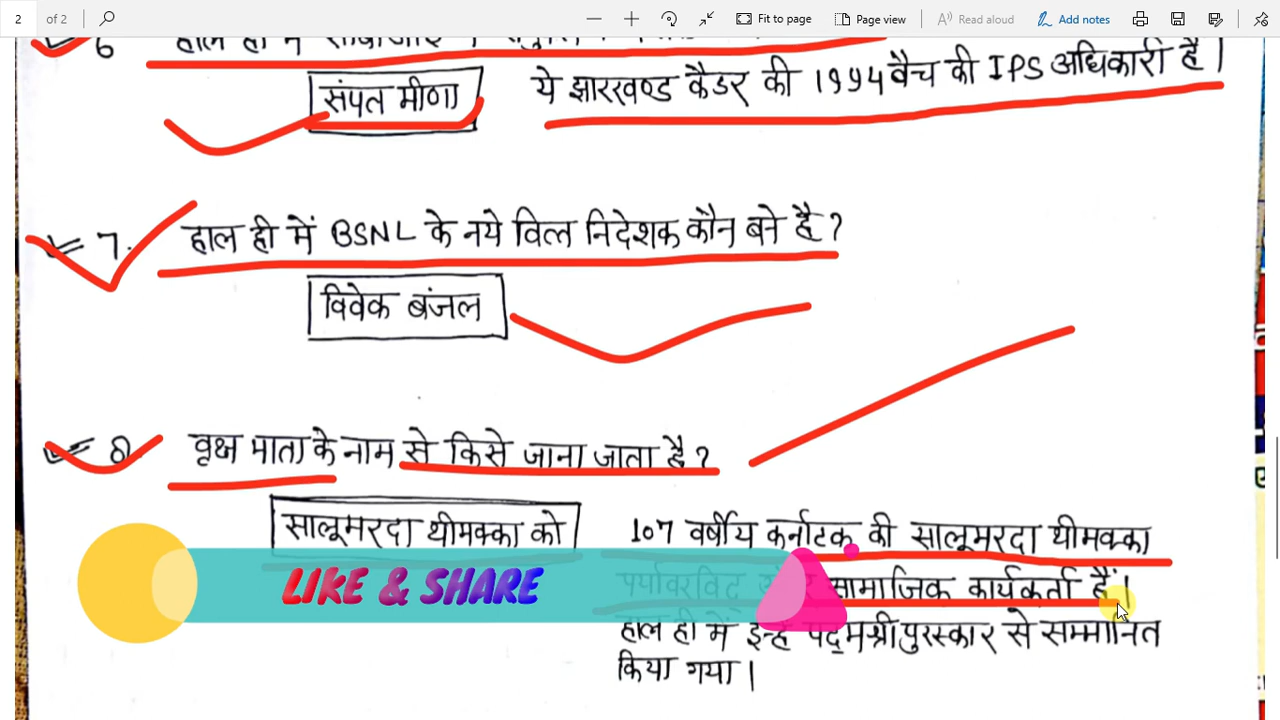 2 of 2 Fit to page Page view Read aloud Add notes
6 हाल ही में
संपत मीणा ये झारखण्ड कैडर की 1994 बैच की IPS अधिकारी है।
7. हाल ही में BSNL के नये वित्त निदेशक कौन बने है?
विवेक बंजल
8 वृक्ष माता के नाम से किसे जाना जाता है?
सालूमरदा थीमक्का को 107 वर्षीय कर्नाटक की सालूमरदा थीमक्का
सामाजिक कार्यकर्ता हैं।
LIKE & SHARE
हाल ही में इन्हे पद्मश्री पुरस्कार से सम्मानित
किया गया।